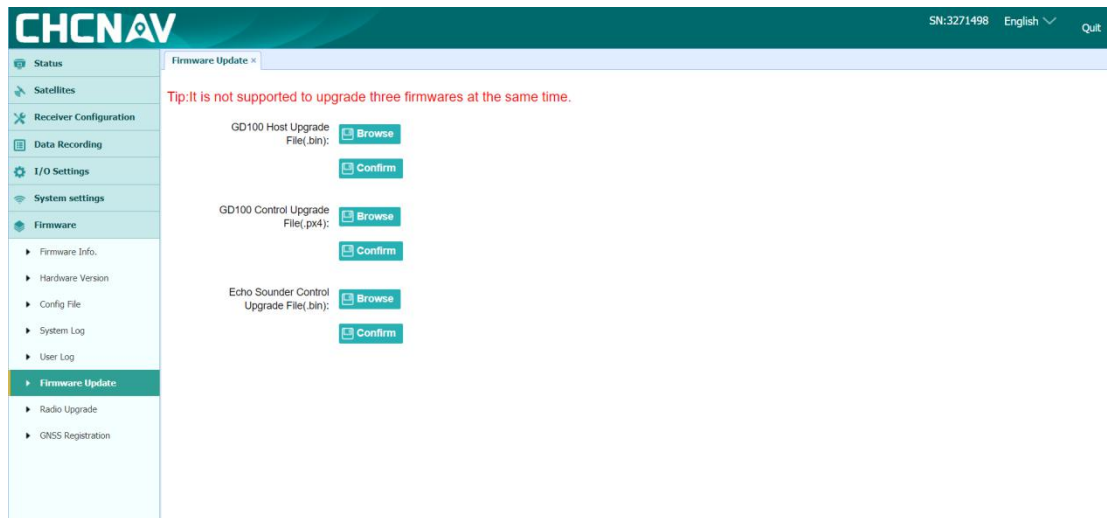 CHCNAV
SN:3271498 English Quit
Status
Satellites
Receiver Configuration
Data Recording
I/O Settings
System settings
Firmware
Firmware Info.
Hardware Version
Config File
System Log
User Log
Firmware Update
Radio Upgrade
GNSS Registration
Firmware Update ×
Tip:It is not supported to upgrade three firmwares at the same time.
GD100 Host Upgrade
File(.bin):
Browse
Confirm
GD100 Control Upgrade
File(.px4):
Browse
Confirm
Echo Sounder Control
Upgrade File(.bin):
Browse
Confirm